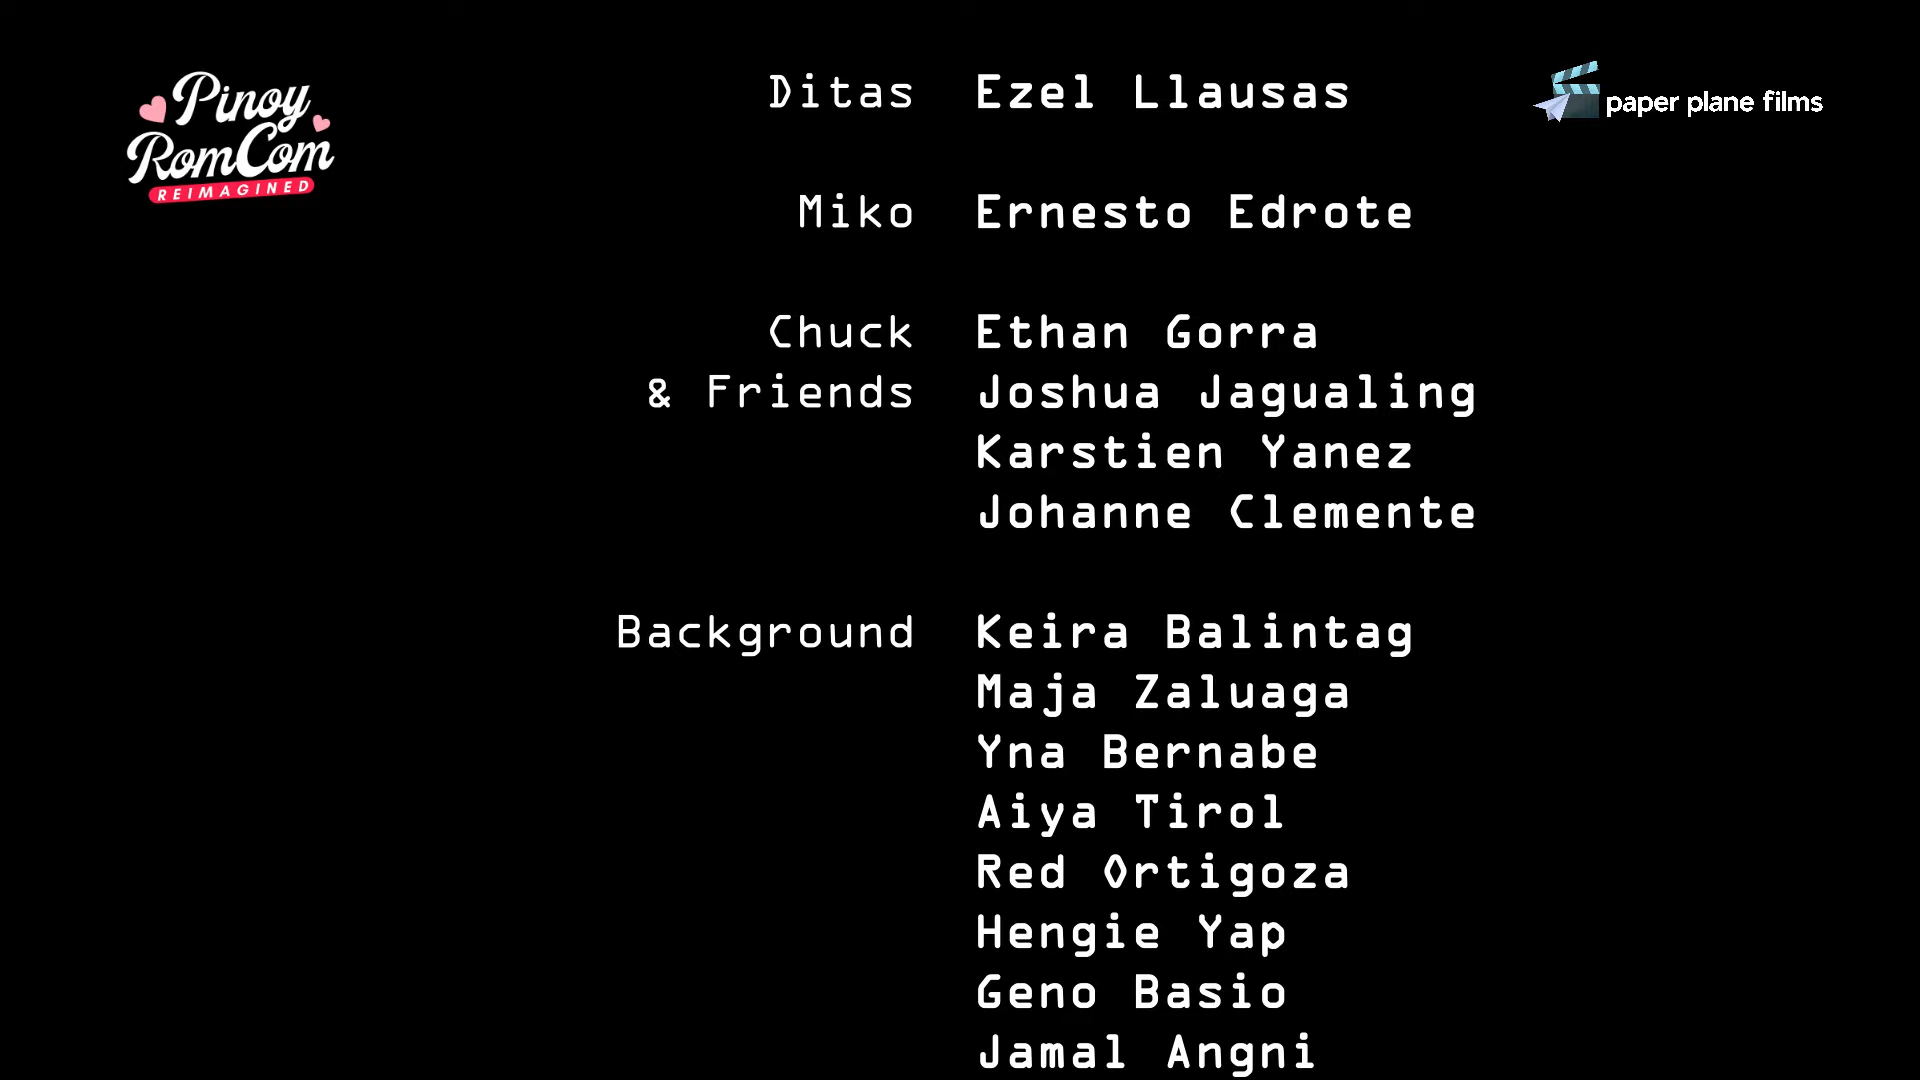 Pinoy
RomCom
REIMAGINED
paper plane films
Ditas Ezel Llausas
Miko Ernesto Edrote
Chuck Ethan Gorra
& Friends Joshua Jagualing
Karstien Yanez
Johanne Clemente
Background Keira Balintag
Maja Zaluaga
Yna Bernabe
Aiya Tirol
Red Ortigoza
Hengie Yap
Geno Basio
Jamal Angni